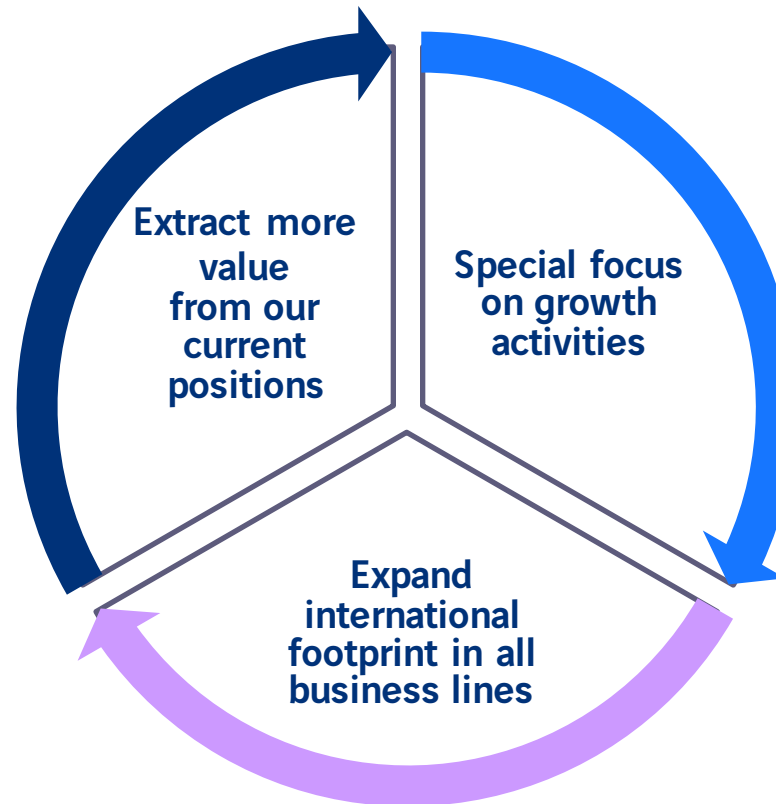 Extract more
value
from our
current
positions
Special focus
on growth
activities
Expand
international
footprint in all
business lines